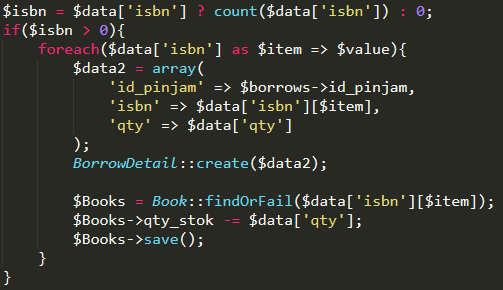 $isbn = $data['isbn'] ? count($data['isbn']) : 0;
if($isbn > 0){
    foreach($data['isbn'] as $item => $value){
        $data2 = array(
            'id_pinjam' => $borrows->id_pinjam,
            'isbn' => $data['isbn'][$item],
            'qty' => $data['qty']
        );
        BorrowDetail::create($data2);

        $Books = Book::findOrFail($data['isbn'][$item]);
        $Books->qty_stok -= $data['qty'];
        $Books->save();
    }
}